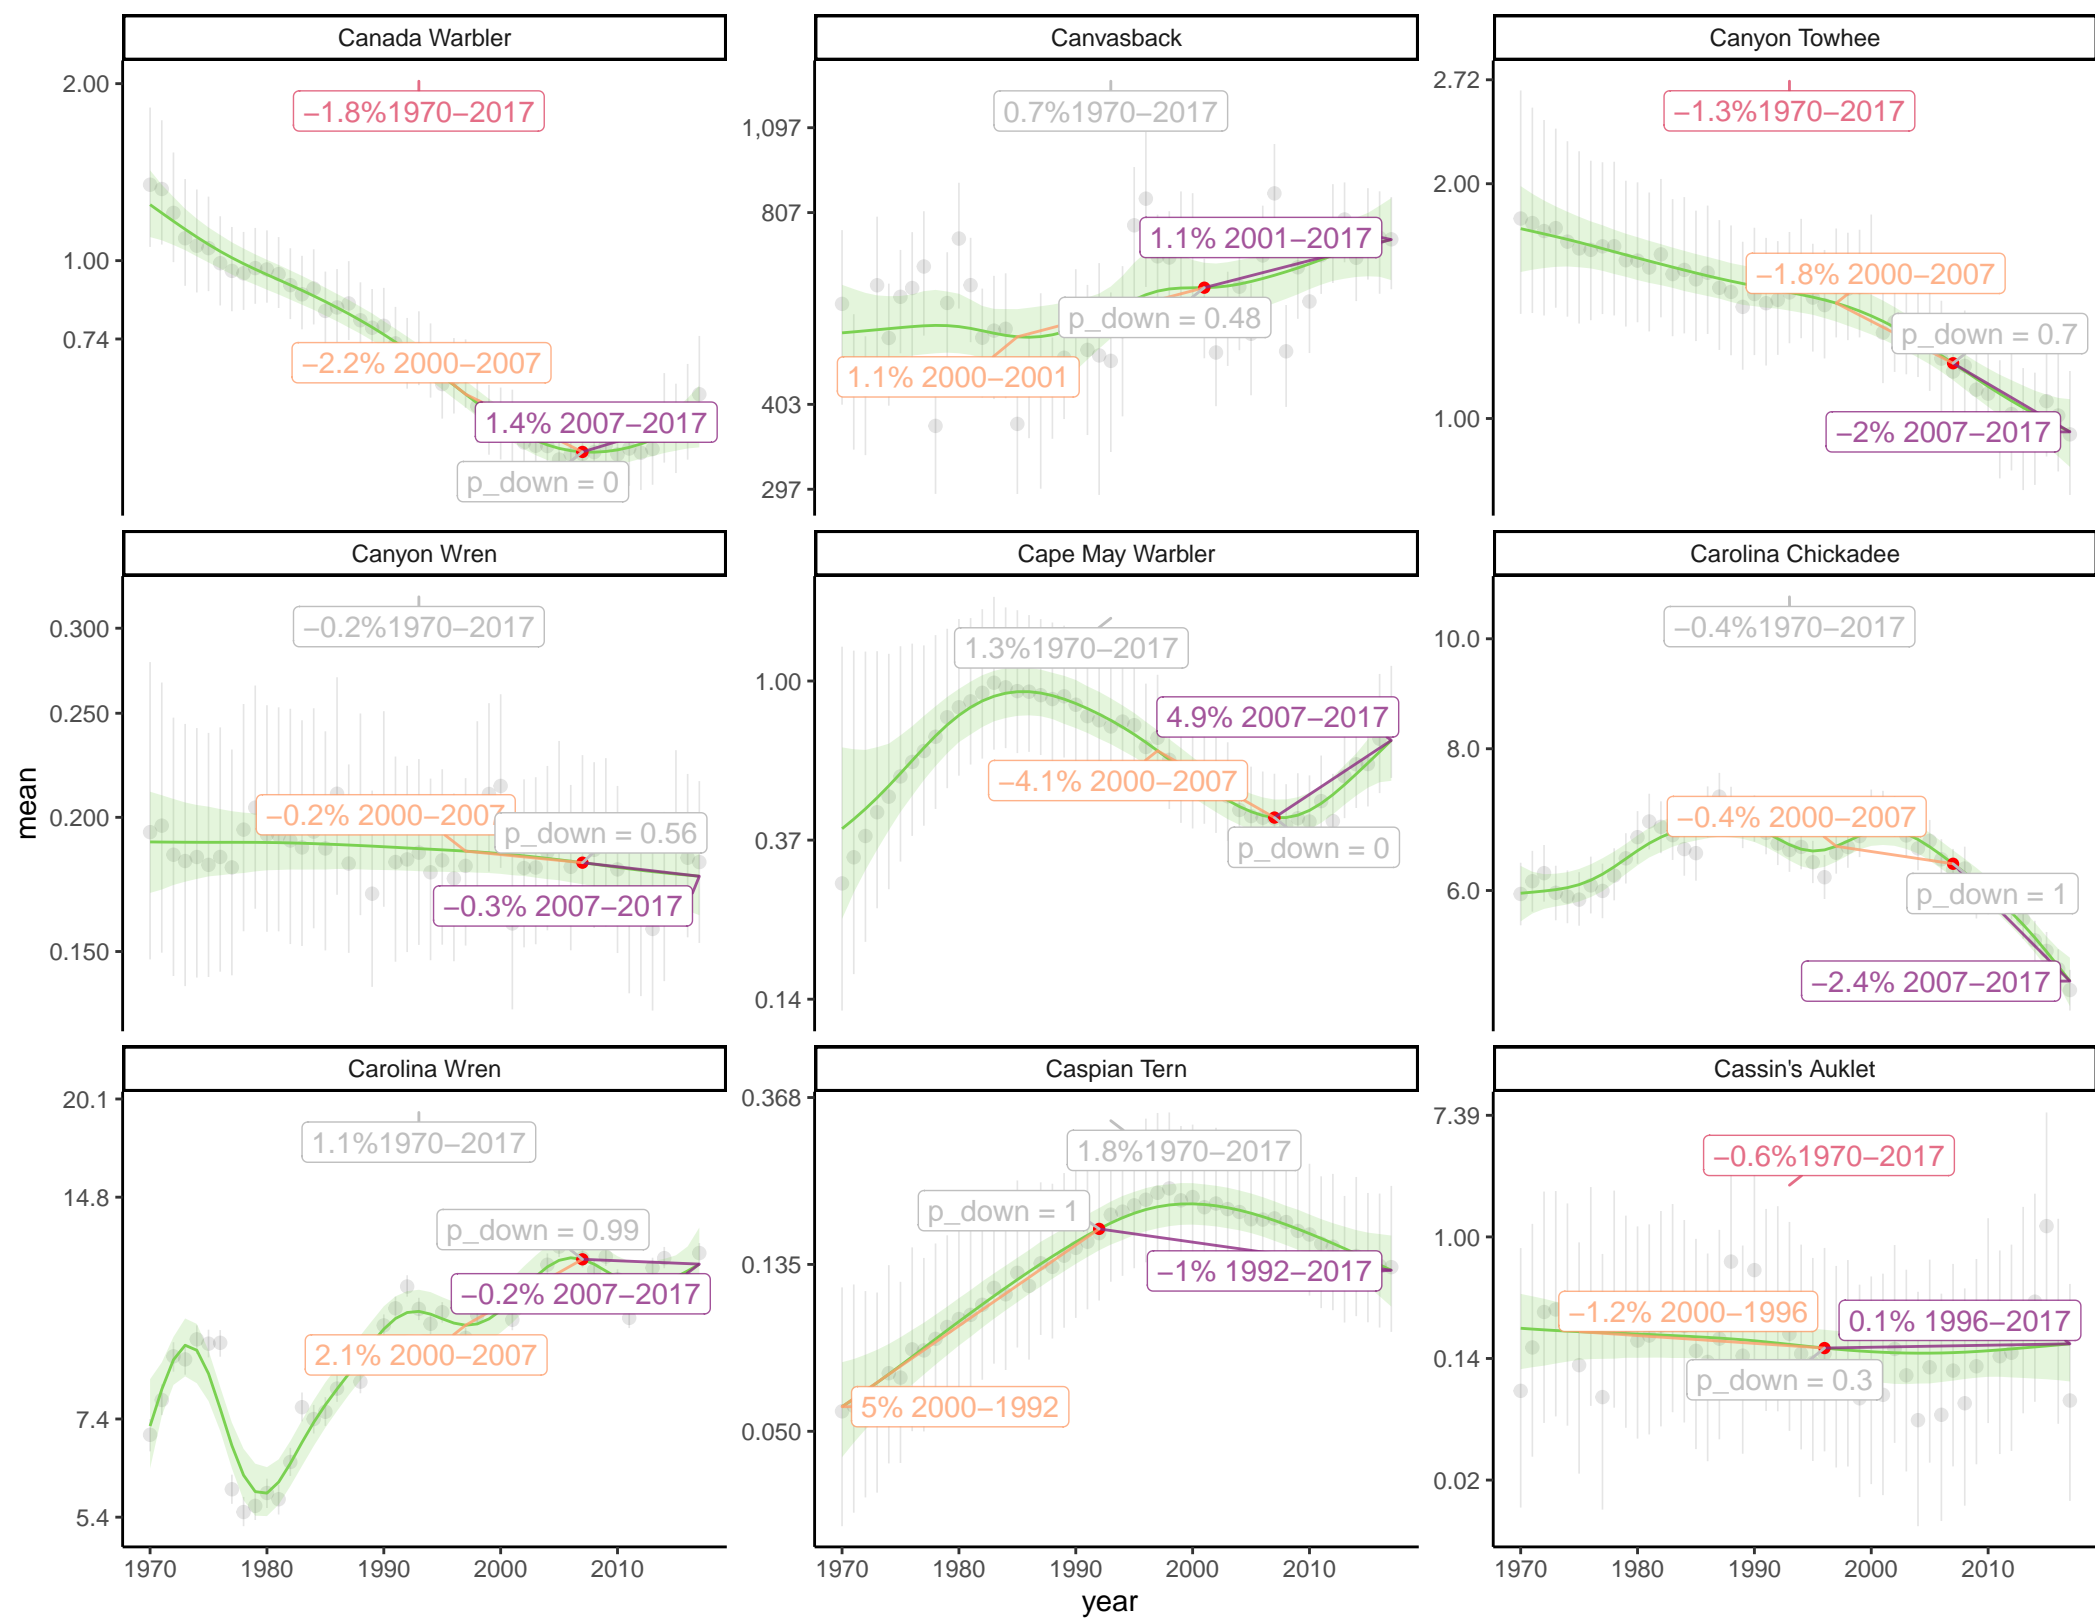 Canada Warbler
Canvasback
Canyon Towhee
2.00
1.00
0.74
−1.8%1970−2017
−2.2% 2000−2007
1.4% 2007−2017
p_down = 0
1,097
807
403
297
0.7%1970−2017
1.1% 2001−2017
p_down = 0.48
1.1% 2000−2001
2.72
2.00
1.00
−1.3%1970−2017
−1.8% 2000−2007
p_down = 0.7
−2% 2007−2017
Canyon Wren
Cape May Warbler
Carolina Chickadee
mean
0.300
0.250
0.200
0.150
−0.2%1970−2017
−0.2% 2000−2007
p_down = 0.56
−0.3% 2007−2017
1.00
0.37
0.14
1.3%1970−2017
4.9% 2007−2017
−4.1% 2000−2007
p_down = 0
10.0
8.0
6.0
−0.4%1970−2017
−0.4% 2000−2007
p_down = 1
−2.4% 2007−2017
Carolina Wren
Caspian Tern
Cassin's Auklet
20.1
14.8
7.4
5.4
1.1%1970−2017
p_down = 0.99
−0.2% 2007−2017
2.1% 2000−2007
0.368
0.135
0.050
1.8%1970−2017
p_down = 1
−1% 1992−2017
5% 2000−1992
7.39
1.00
0.14
0.02
−0.6%1970−2017
−1.2% 2000−1996
0.1% 1996−2017
p_down = 0.3
1970 1980 1990 2000 2010
1970 1980 1990 2000 2010
1970 1980 1990 2000 2010
year